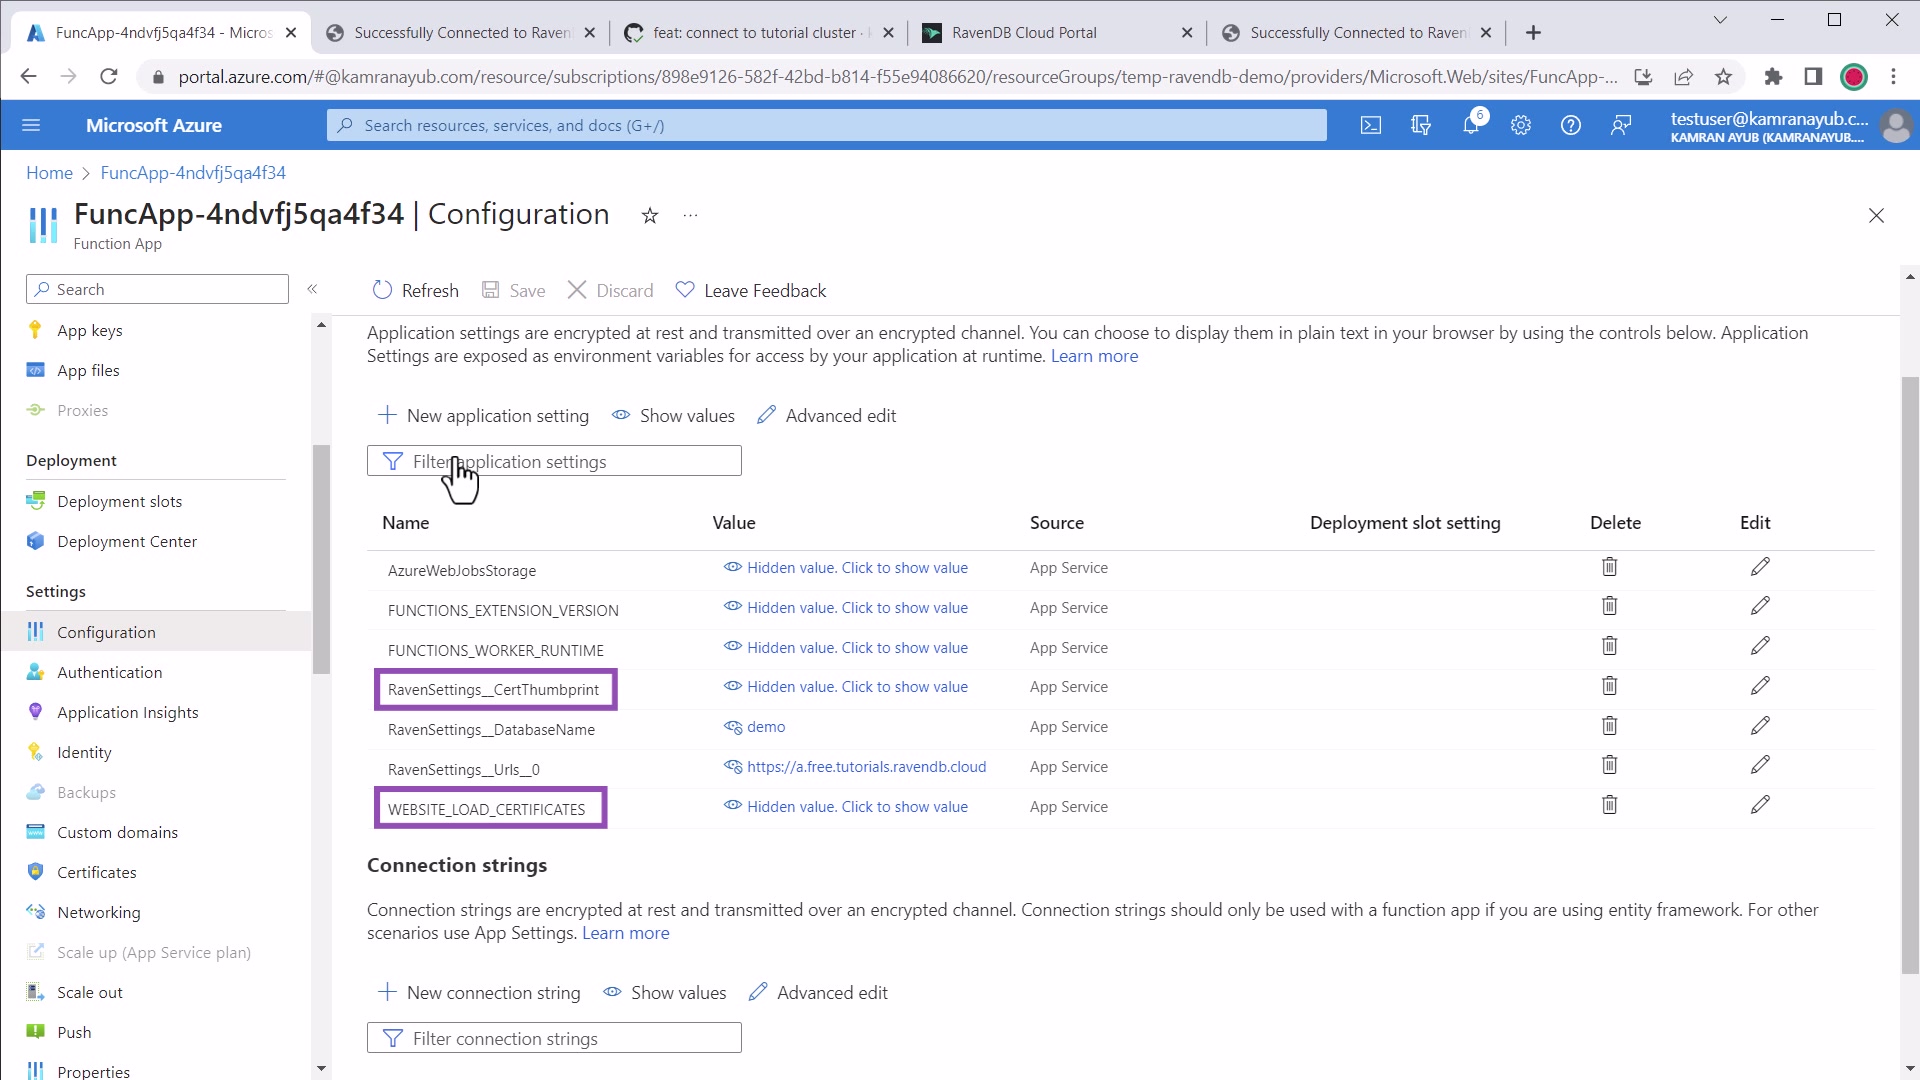 FuncApp-4ndvfj5qa4f34 - Micros
Successfully Connected to Raven
feat: connect to tutorial cluster ·
RavenDB Cloud Portal
Successfully Connected to Raven
portal.azure.com/#@kamranayub.com/resource/subscriptions/898e9126-582f-42bd-b814-f55e94086620/resourceGroups/temp-ravendb-demo/providers/Microsoft.Web/sites/FuncApp-...
Microsoft Azure
Search resources, services, and docs (G+/)
6
testuser@kamranayub.c...
KAMRAN AYUB (KAMRANAYUB....
Home > FuncApp-4ndvfj5qa4f34
FuncApp-4ndvfj5qa4f34 | Configuration
Function App
Search
App keys
App files
Proxies
Deployment
Deployment slots
Deployment Center
Settings
Configuration
Authentication
Application Insights
Identity
Backups
Custom domains
Certificates
Networking
Scale up (App Service plan)
Scale out
Push
Properties
Refresh
Save
Discard
Leave Feedback
Application settings are encrypted at rest and transmitted over an encrypted channel. You can choose to display them in plain text in your browser by using the controls below. Application
Settings are exposed as environment variables for access by your application at runtime. Learn more
New application setting
Show values
Advanced edit
Filter application settings
Name Value Source Deployment slot setting Delete Edit
AzureWebJobsStorage Hidden value. Click to show value App Service
FUNCTIONS_EXTENSION_VERSION Hidden value. Click to show value App Service
FUNCTIONS_WORKER_RUNTIME Hidden value. Click to show value App Service
RavenSettings__CertThumbprint Hidden value. Click to show value App Service
RavenSettings__DatabaseName demo App Service
RavenSettings__Urls__0 https://a.free.tutorials.ravendb.cloud App Service
WEBSITE_LOAD_CERTIFICATES Hidden value. Click to show value App Service
Connection strings
Connection strings are encrypted at rest and transmitted over an encrypted channel. Connection strings should only be used with a function app if you are using entity framework. For other
scenarios use App Settings. Learn more
New connection string
Show values
Advanced edit
Filter connection strings